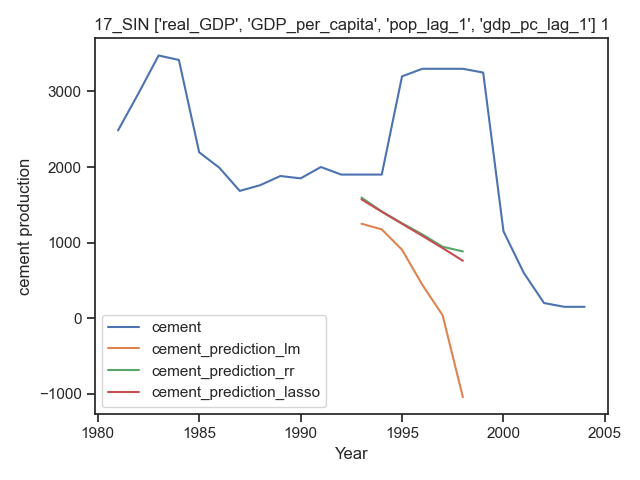 17_SIN ['real_GDP', 'GDP_per_capita', 'pop_lag_1', 'gdp_pc_lag_1'] 1
3000
2000
1000
0
−1000
cement production
cement
cement_prediction_lm
cement_prediction_rr
cement_prediction_lasso
1980 1985 1990 1995 2000 2005
Year